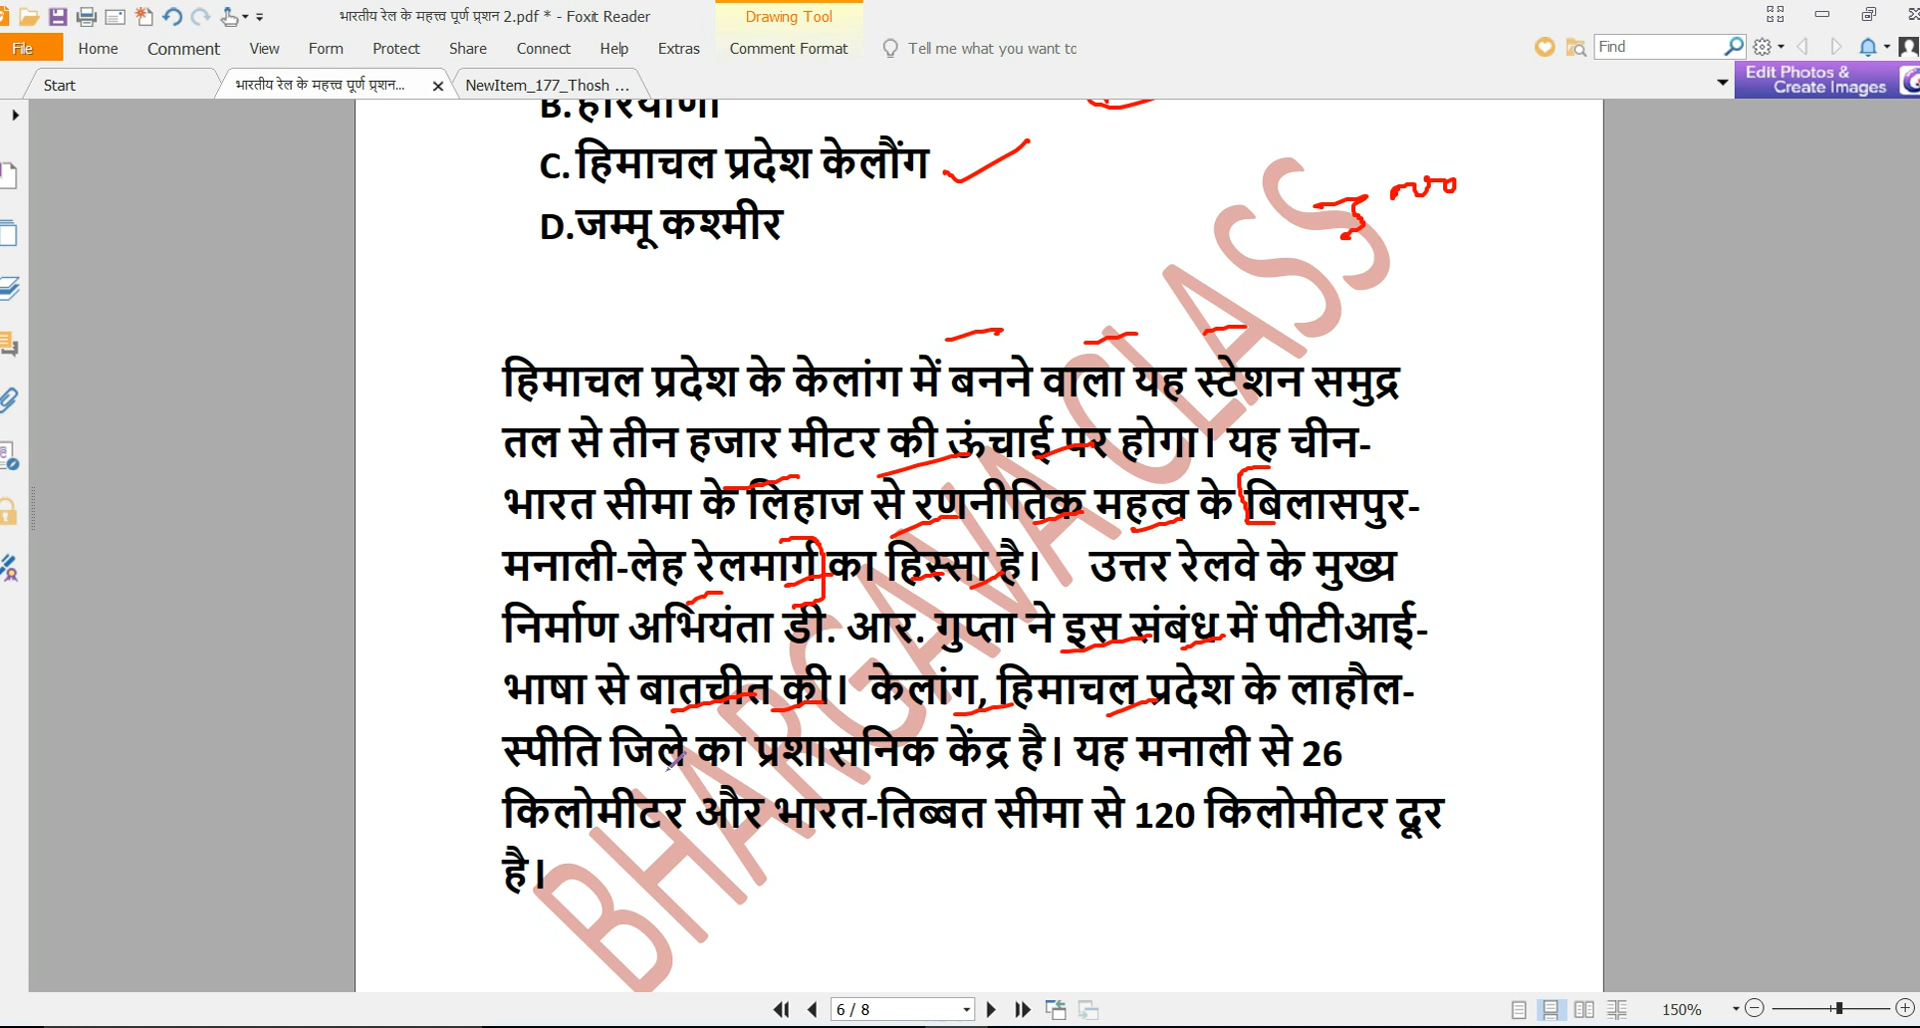 भारतीय रेल के महत्त्व पूर्ण प्रशन 2.pdf * - Foxit Reader
Drawing Tool
File Home Comment View Form Protect Share Connect Help Extras Comment Format Tell me what you want to
Find
Start भारतीय रेल के महत्त्व पूर्ण प्रशन... NewItem_177_Thosh ...
Edit Photos &
Create Images
B.हरियाणा
C.हिमाचल प्रदेश केलौंग
D.जम्मू कश्मीर
हिमाचल प्रदेश के केलांग में बनने वाला यह स्टेशन समुद्र
तल से तीन हजार मीटर की ऊंचाई पर होगा। यह चीन-
भारत सीमा के लिहाज से रणनीतिक महत्व के बिलासपुर-
मनाली-लेह रेलमार्ग का हिस्सा है। उत्तर रेलवे के मुख्य
निर्माण अभियंता डी. आर. गुप्ता ने इस संबंध में पीटीआई-
भाषा से बातचीत की। केलांग, हिमाचल प्रदेश के लाहौल-
स्पीति जिले का प्रशासनिक केंद्र है। यह मनाली से 26
किलोमीटर और भारत-तिब्बत सीमा से 120 किलोमीटर दूर
है।
BHARGAVA CLASS
6 / 8
150%